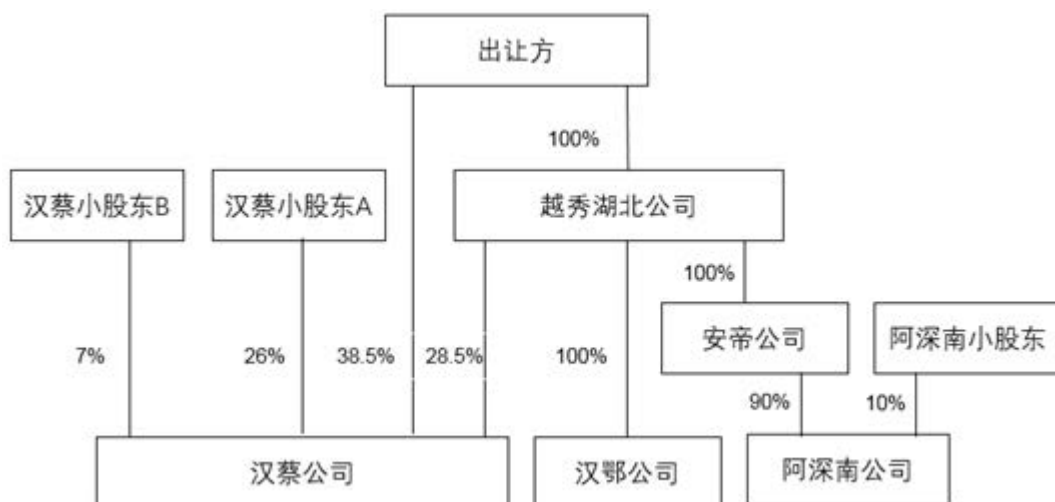 出让方
100%
汉蔡小股东B
汉蔡小股东A
越秀湖北公司
100%
安帝公司
阿深南小股东
7%
26%
38.5%
28.5%
100%
90%
10%
汉蔡公司
汉鄂公司
阿深南公司